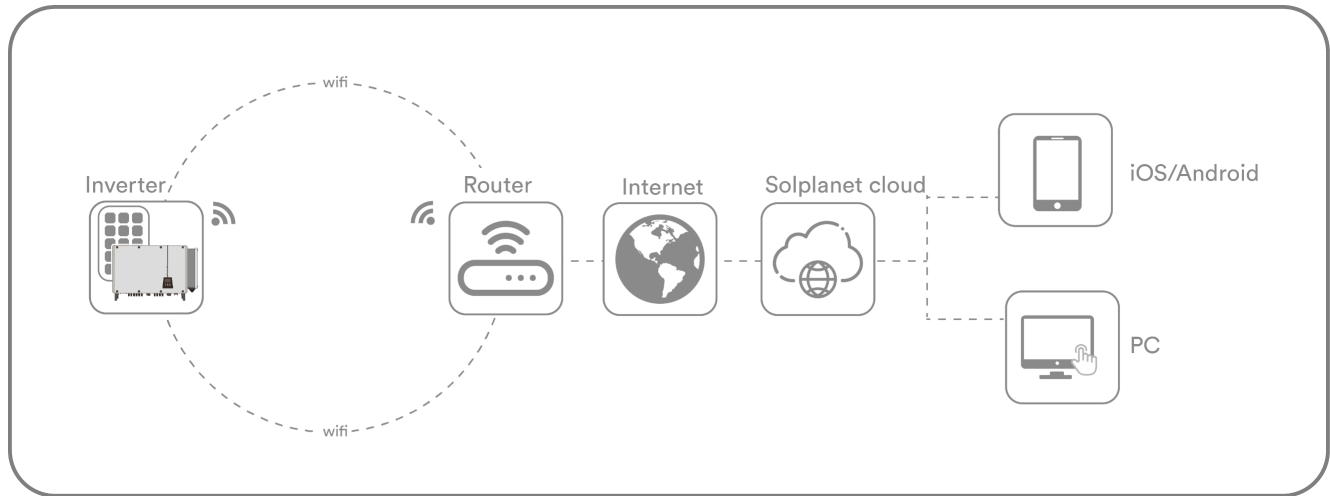 wifi
Inverter
Router
Internet
Solplanet cloud
iOS/Android
PC
wifi